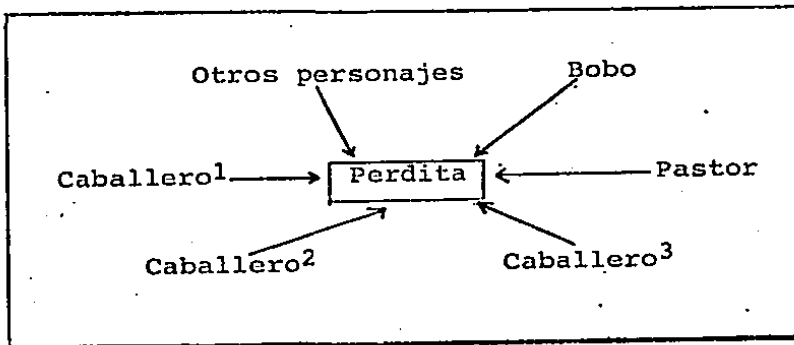 Otros personajes Bobo
Caballero1 Perdita Pastor
Caballero2 Caballero3